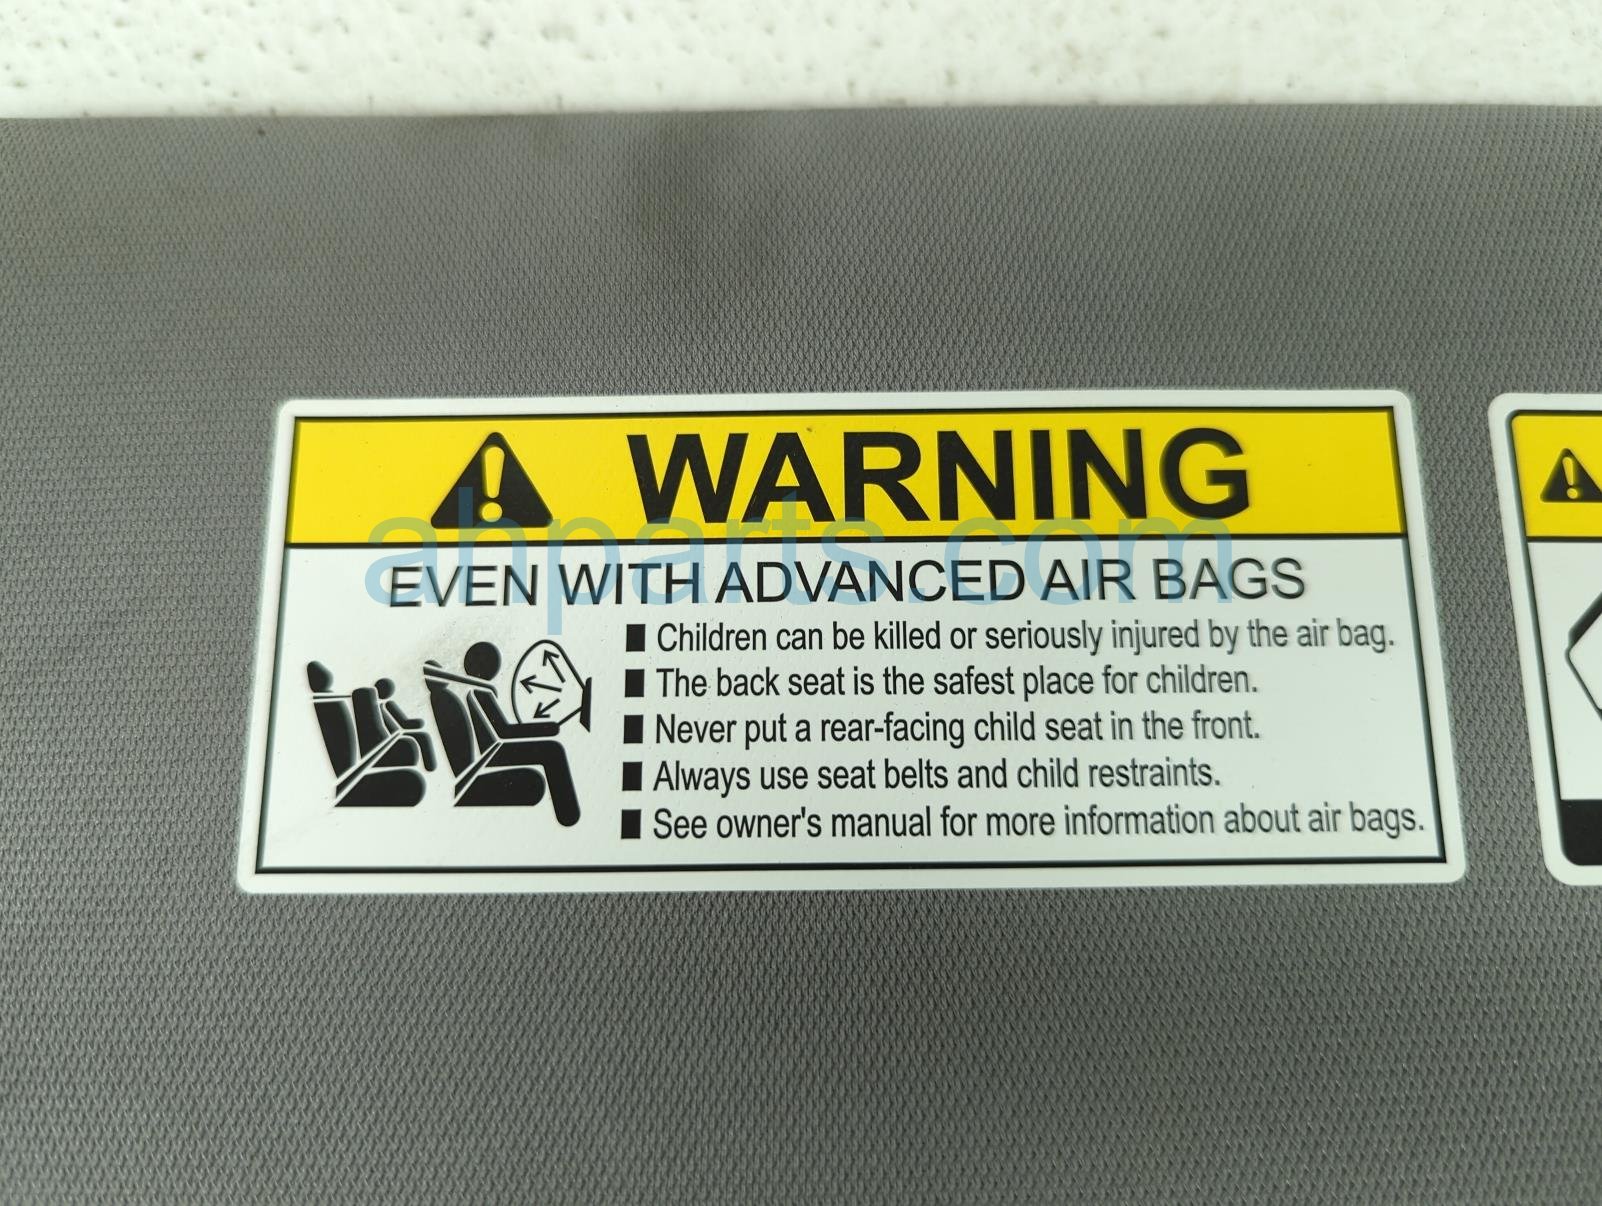 WARNING
EVEN WITH ADVANCED AIR BAGS
■ Children can be killed or seriously injured by the air bag.
■ The back seat is the safest place for children.
■ Never put a rear-facing child seat in the front.
■ Always use seat belts and child restraints.
■ See owner's manual for more information about air bags.
ahparts.com